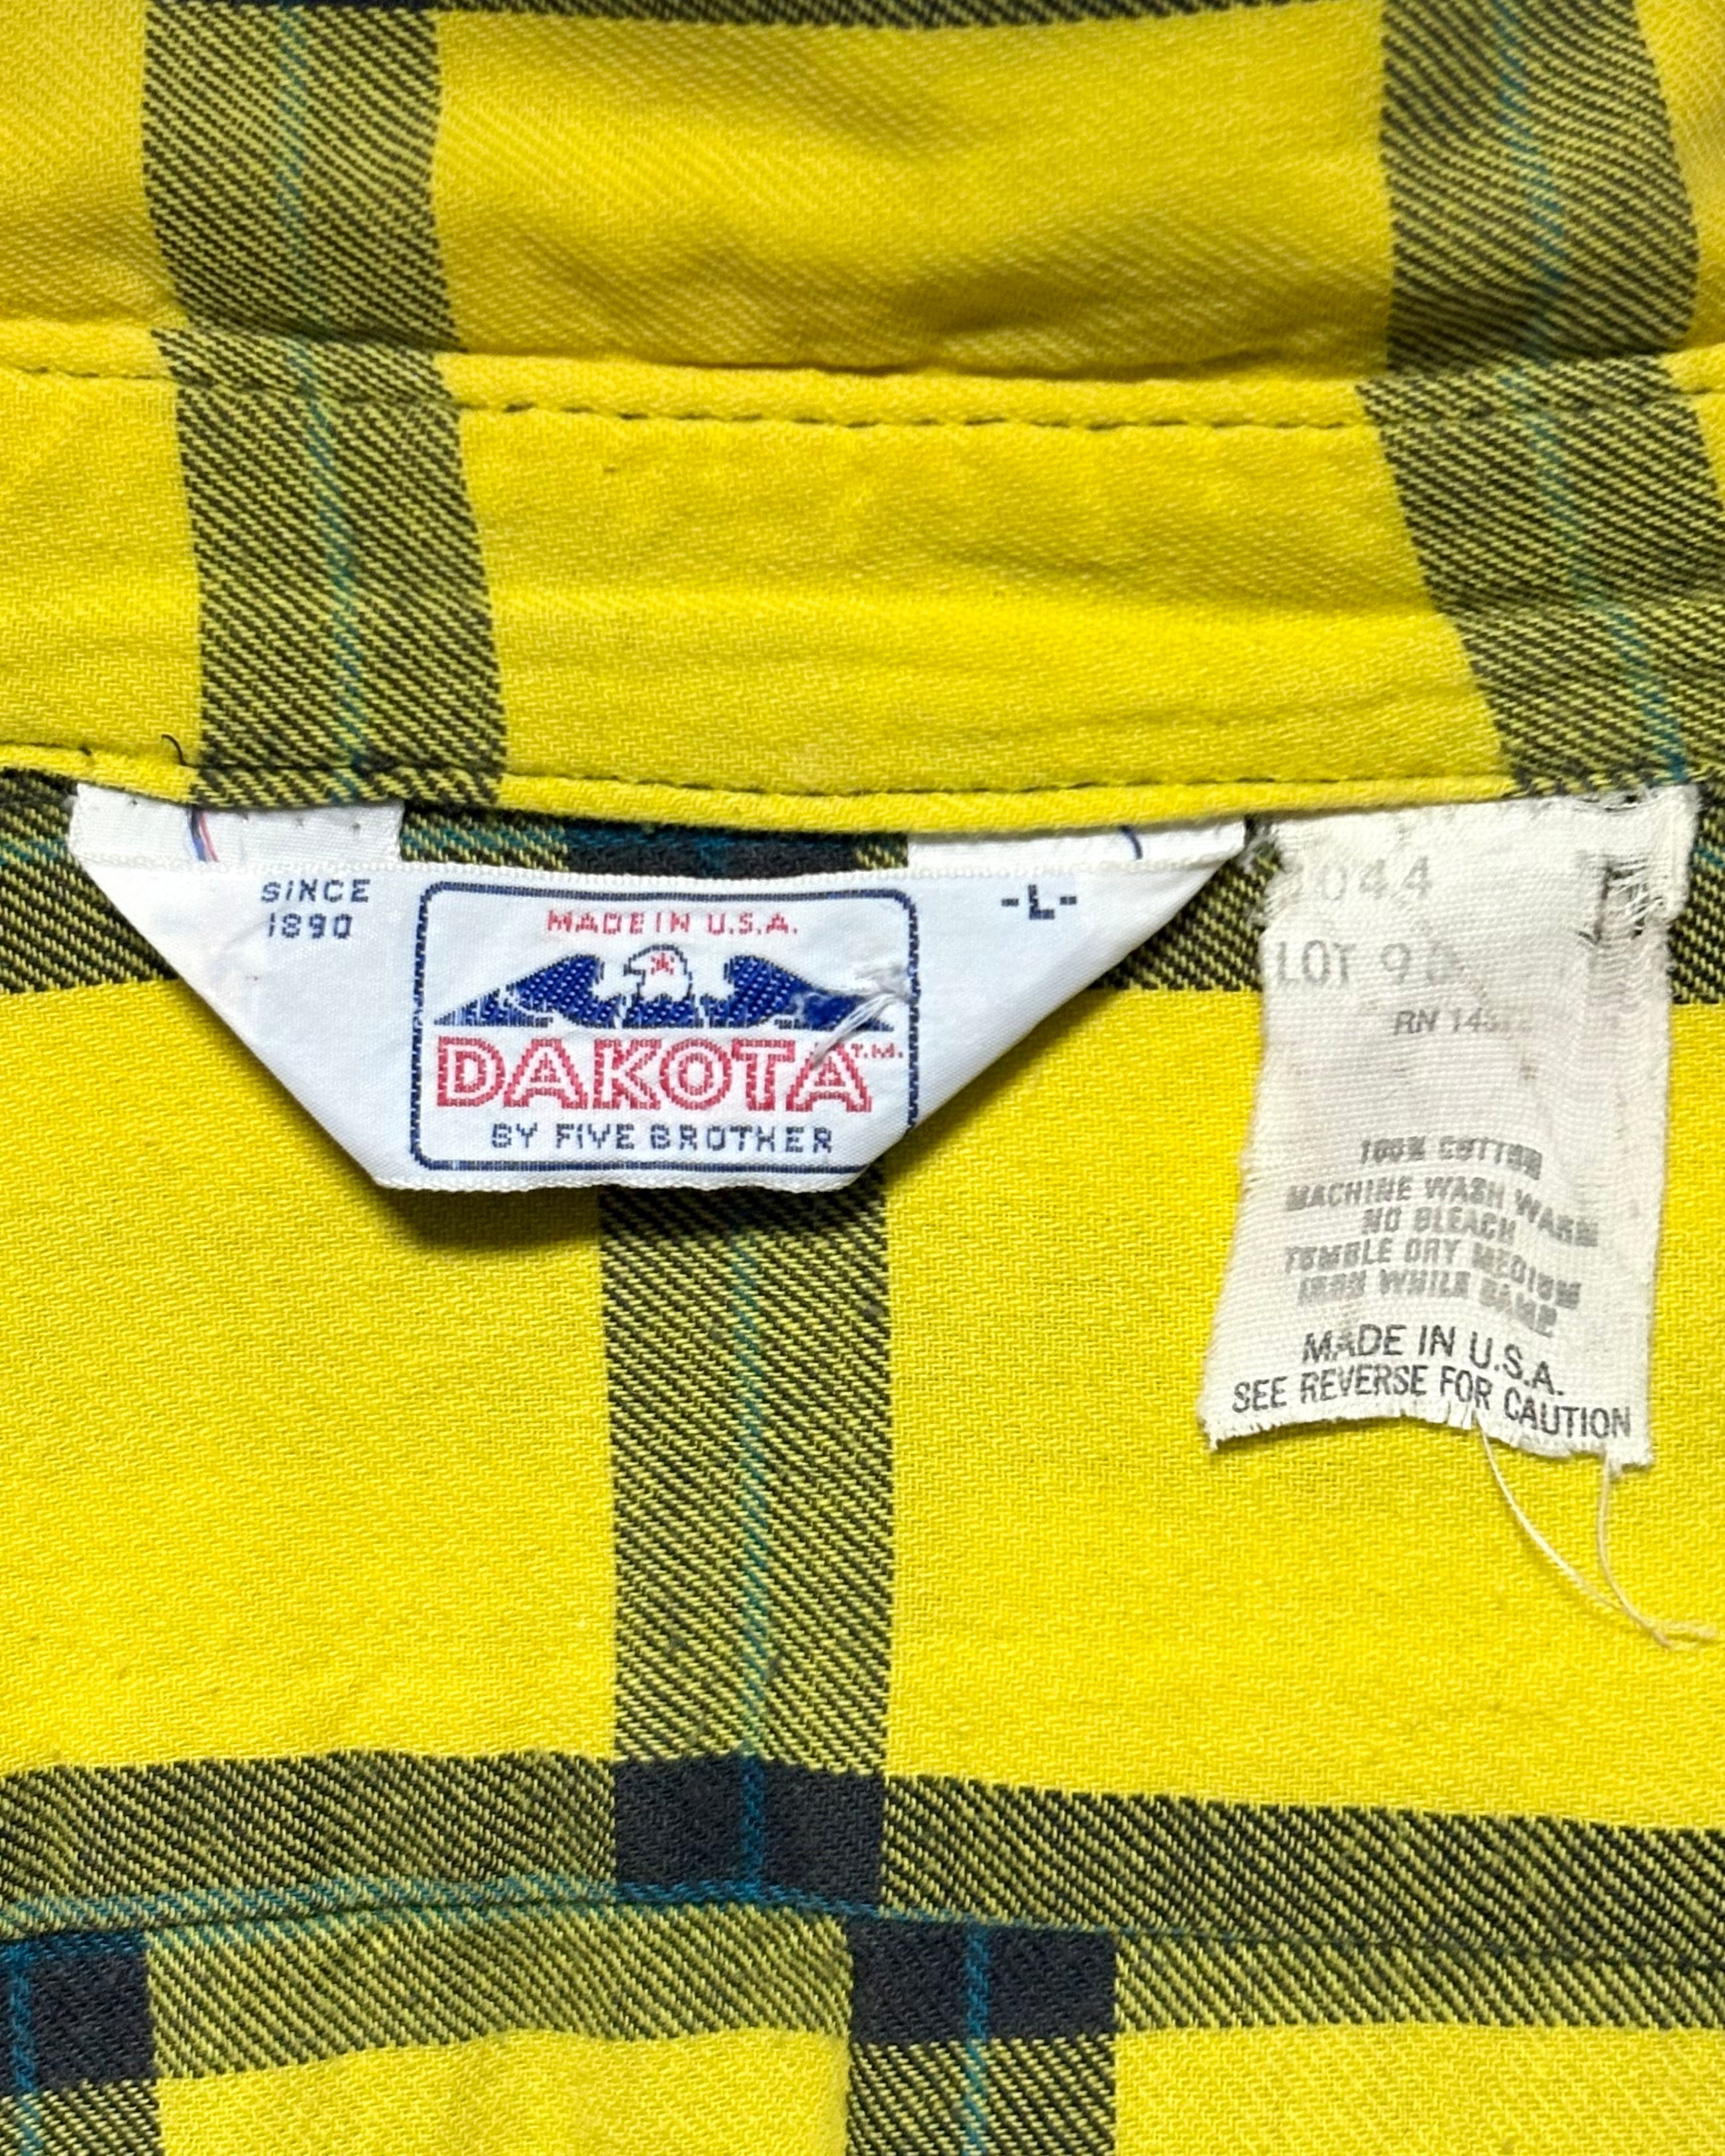 SINCE
1890
MADE IN U.S.A.
DAKOTA T.M.
BY FIVE BROTHER
-L-
LOT
RN
100% COTTON
MACHINE WASH WARM
NO BLEACH
TUMBLE DRY MEDIUM
IRON WHILE DAMP
MADE IN U.S.A.
SEE REVERSE FOR CAUTION